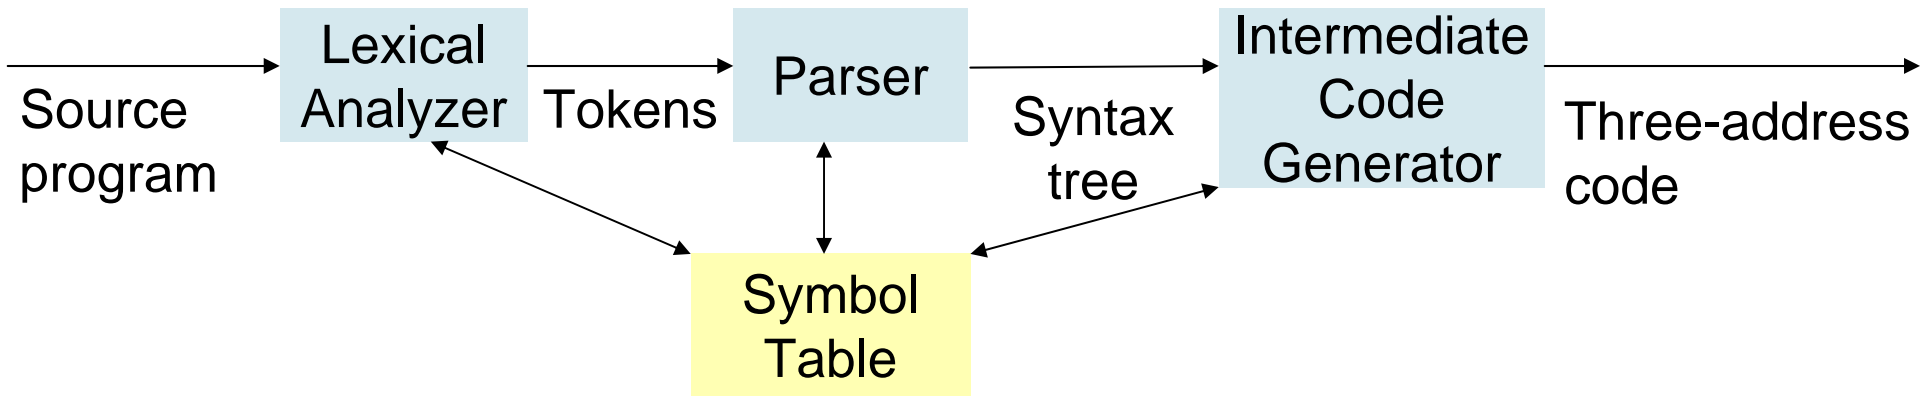 Source
program
Lexical
Analyzer
Tokens
Parser
Syntax
tree
Intermediate
Code
Generator
Three-address
code
Symbol
Table